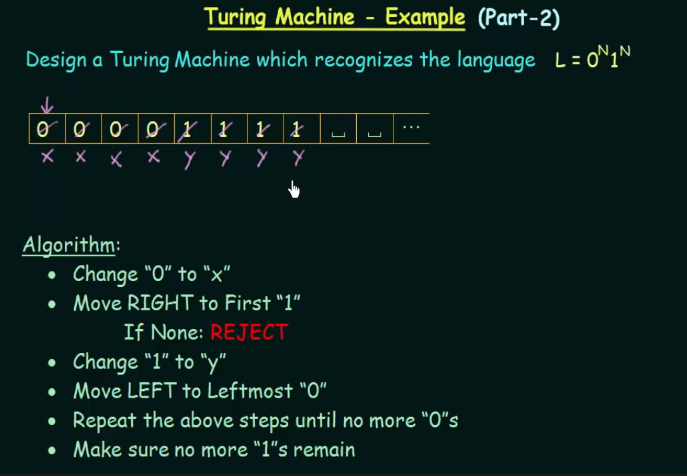 Turing Machine - Example (Part-2)
Design a Turing Machine which recognizes the language L = 0ᴺ1ᴺ
0 0 0 0 1 1 1 1 ⎵ ⎵ ...
x x x x y y y y
Algorithm:
• Change "0" to "x"
• Move RIGHT to First "1"
If None: REJECT
• Change "1" to "y"
• Move LEFT to Leftmost "0"
• Repeat the above steps until no more "0"s
• Make sure no more "1"s remain